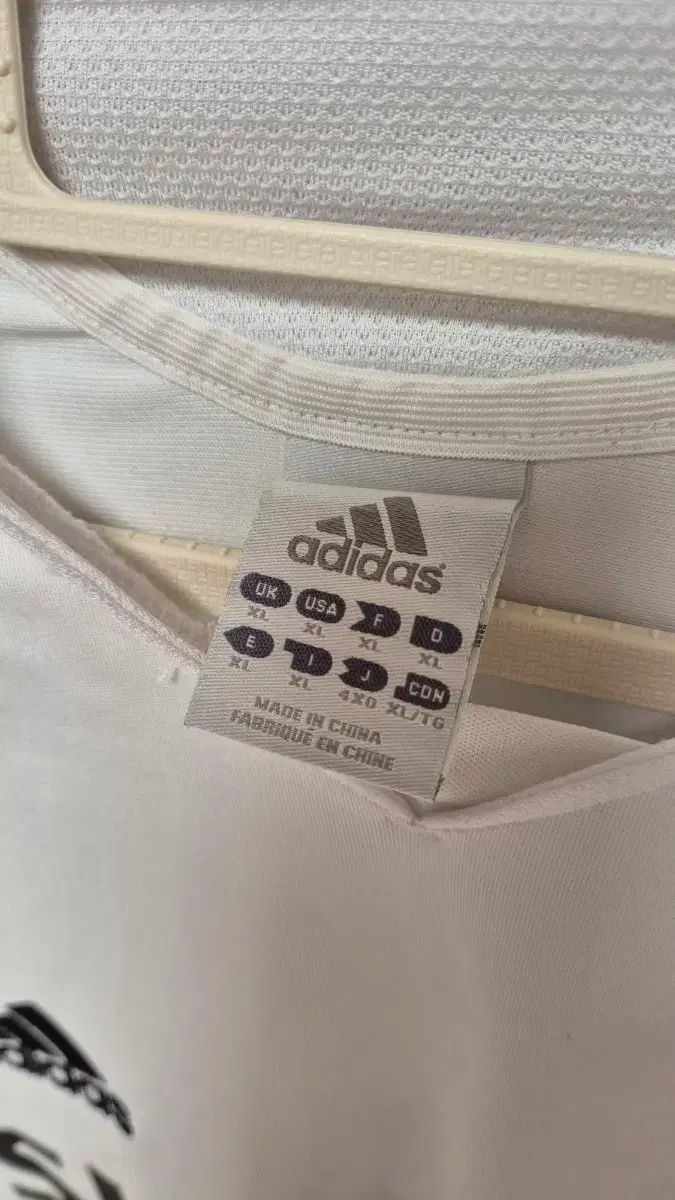 adidas
UK USA F D
XL XL XL XL
E I J CDN
XL XL 4XO XL/TG
MADE IN CHINA
FABRIQUÉ EN CHINE
adidas